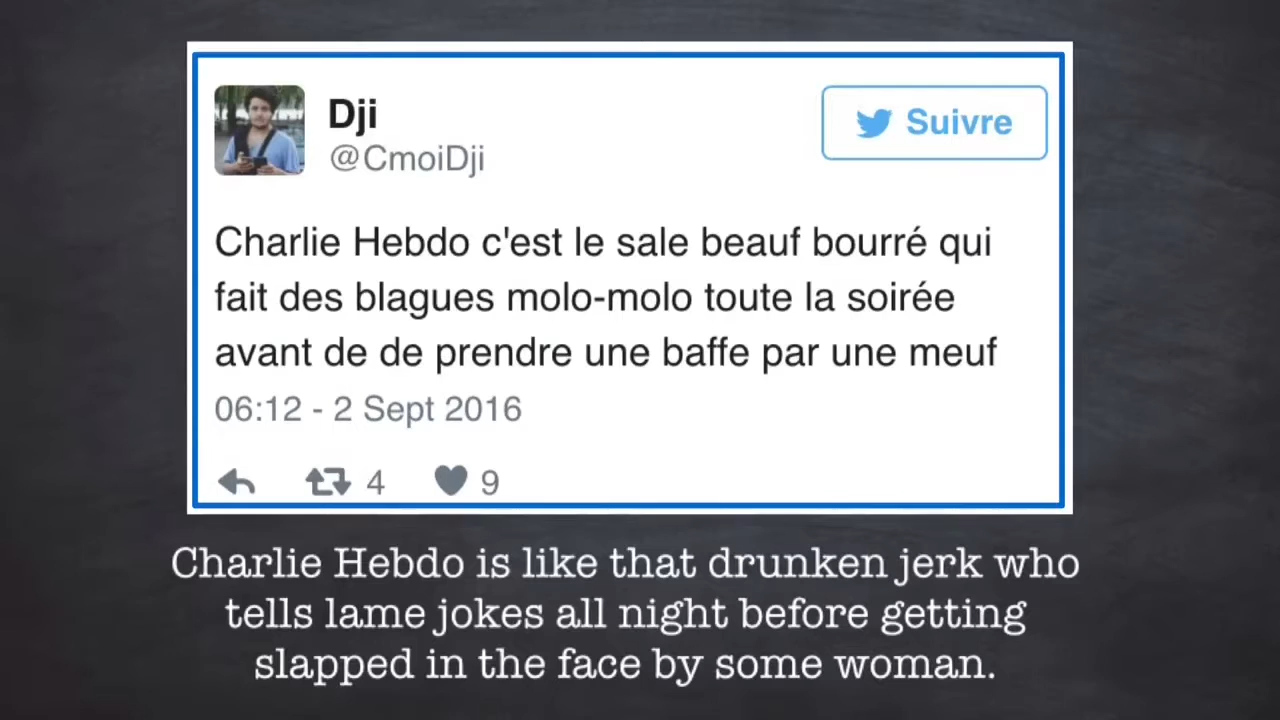 Dji
@CmoiDji
Suivre
Charlie Hebdo c'est le sale beauf bourré qui
fait des blagues molo-molo toute la soirée
avant de de prendre une baffe par une meuf
06:12 - 2 Sept 2016
4 9
Charlie Hebdo is like that drunken jerk who
tells lame jokes all night before getting
slapped in the face by some woman.